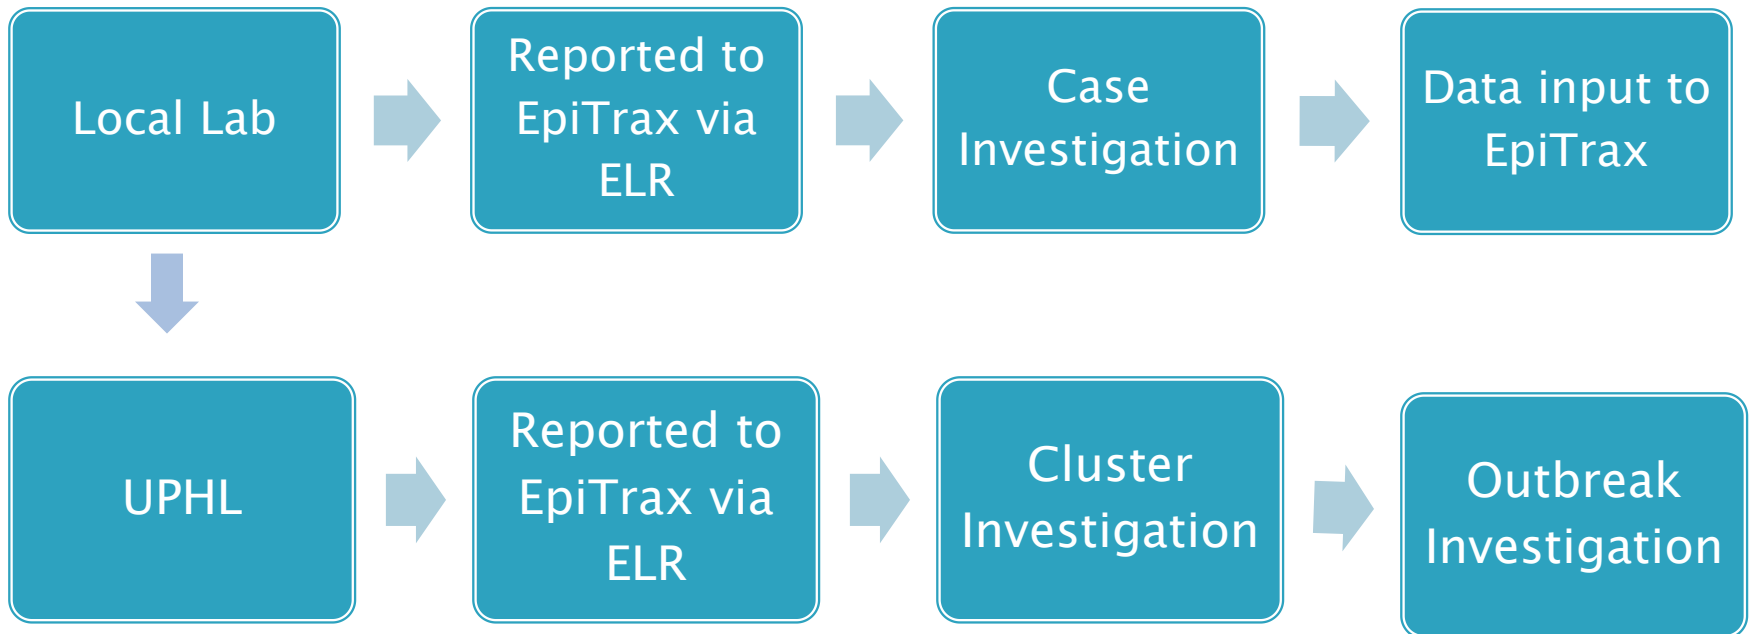 Local Lab
Reported to
EpiTrax via
ELR
Case
Investigation
Data input to
EpiTrax
UPHL
Reported to
EpiTrax via
ELR
Cluster
Investigation
Outbreak
Investigation